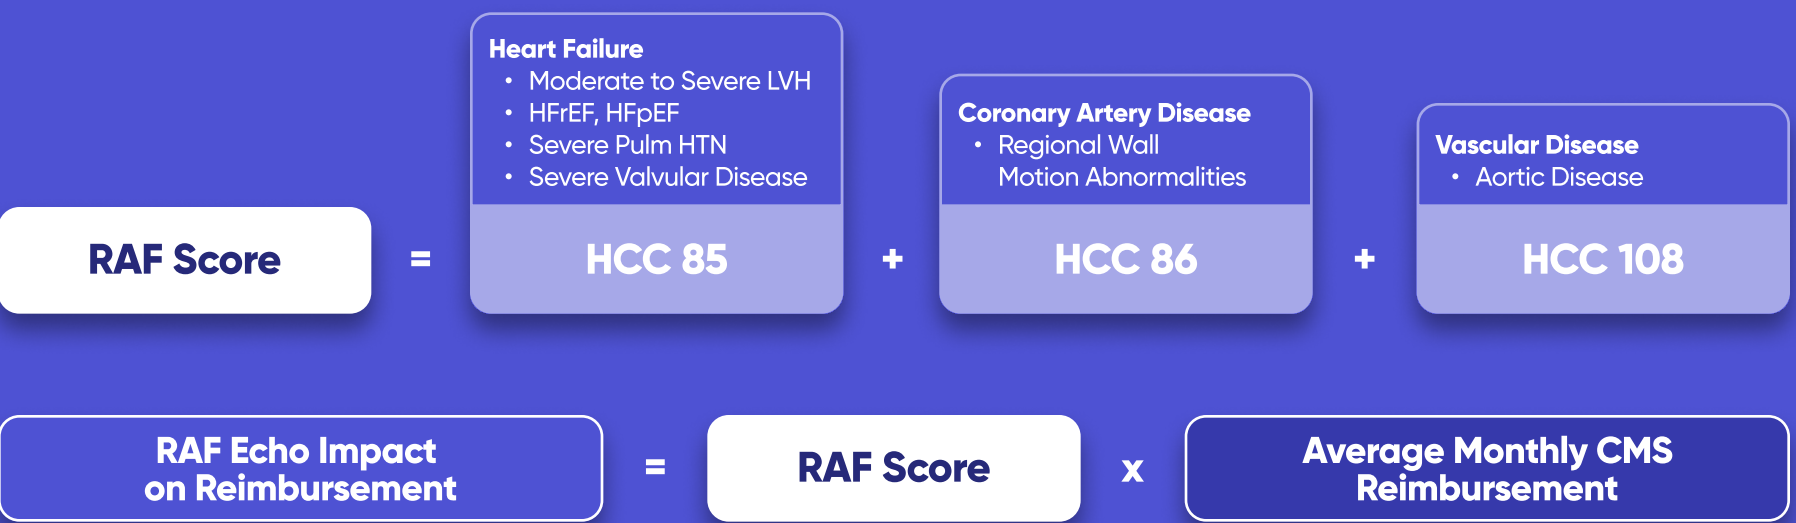 Heart Failure
• Moderate to Severe LVH
• HFrEF, HFpEF
• Severe Pulm HTN
• Severe Valvular Disease
Coronary Artery Disease
• Regional Wall
Motion Abnormalities
Vascular Disease
• Aortic Disease
RAF Score
=
HCC 85
+
HCC 86
+
HCC 108
RAF Echo Impact
on Reimbursement
=
RAF Score
x
Average Monthly CMS
Reimbursement